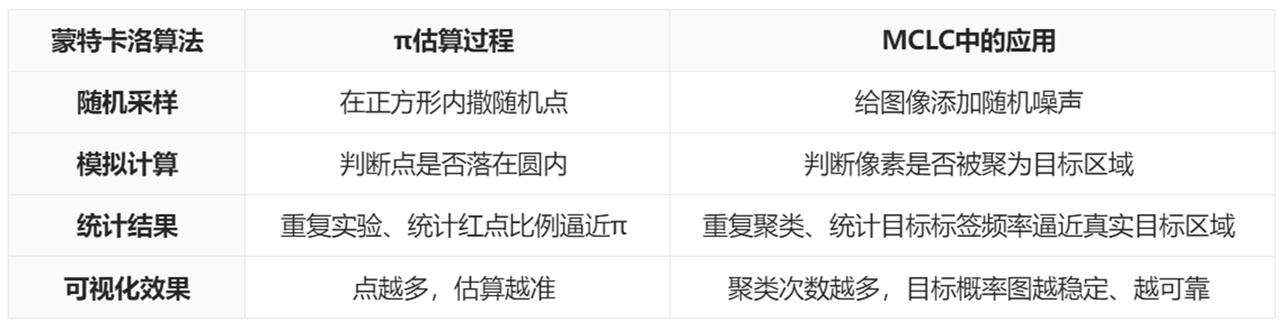 蒙特卡洛算法 π估算过程 MCLC中的应用
随机采样 在正方形内撒随机点 给图像添加随机噪声
模拟计算 判断点是否落在圆内 判断像素是否被聚为目标区域
统计结果 重复实验、统计红点比例逼近π 重复聚类、统计目标标签频率逼近真实目标区域
可视化效果 点越多，估算越准 聚类次数越多，目标概率图越稳定、越可靠